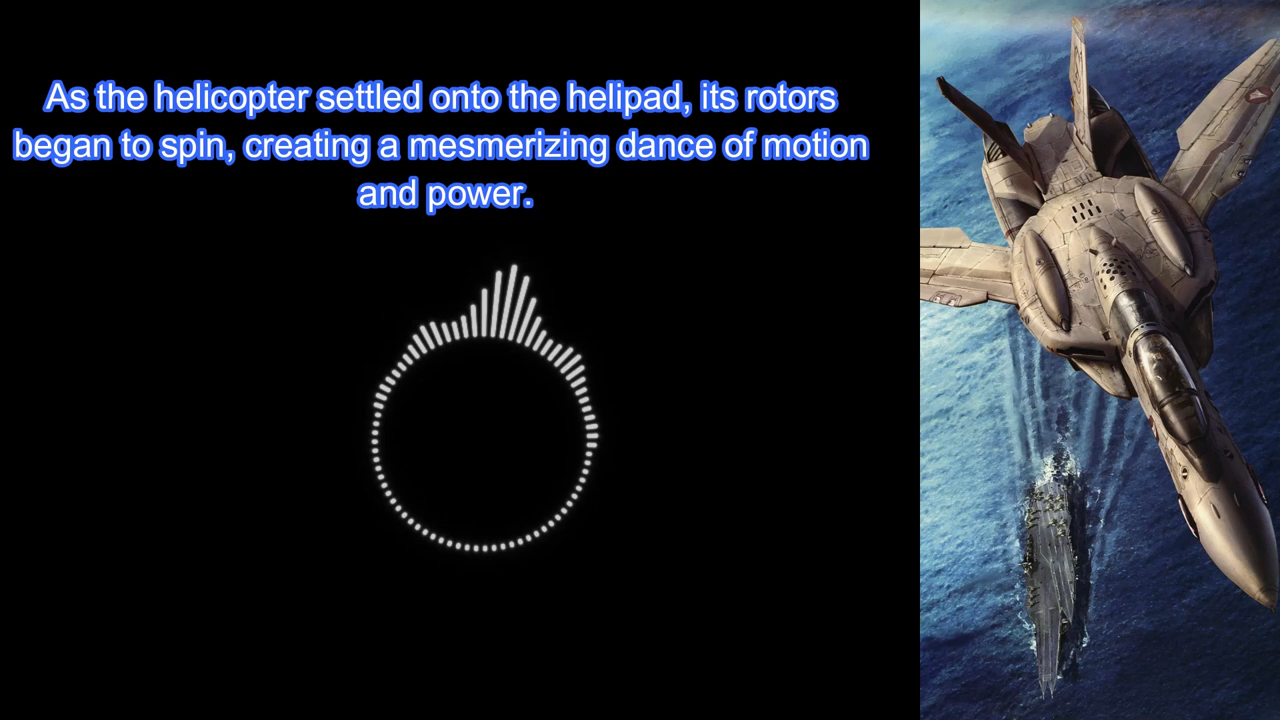 As the helicopter settled onto the helipad, its rotors
began to spin, creating a mesmerizing dance of motion
and power.